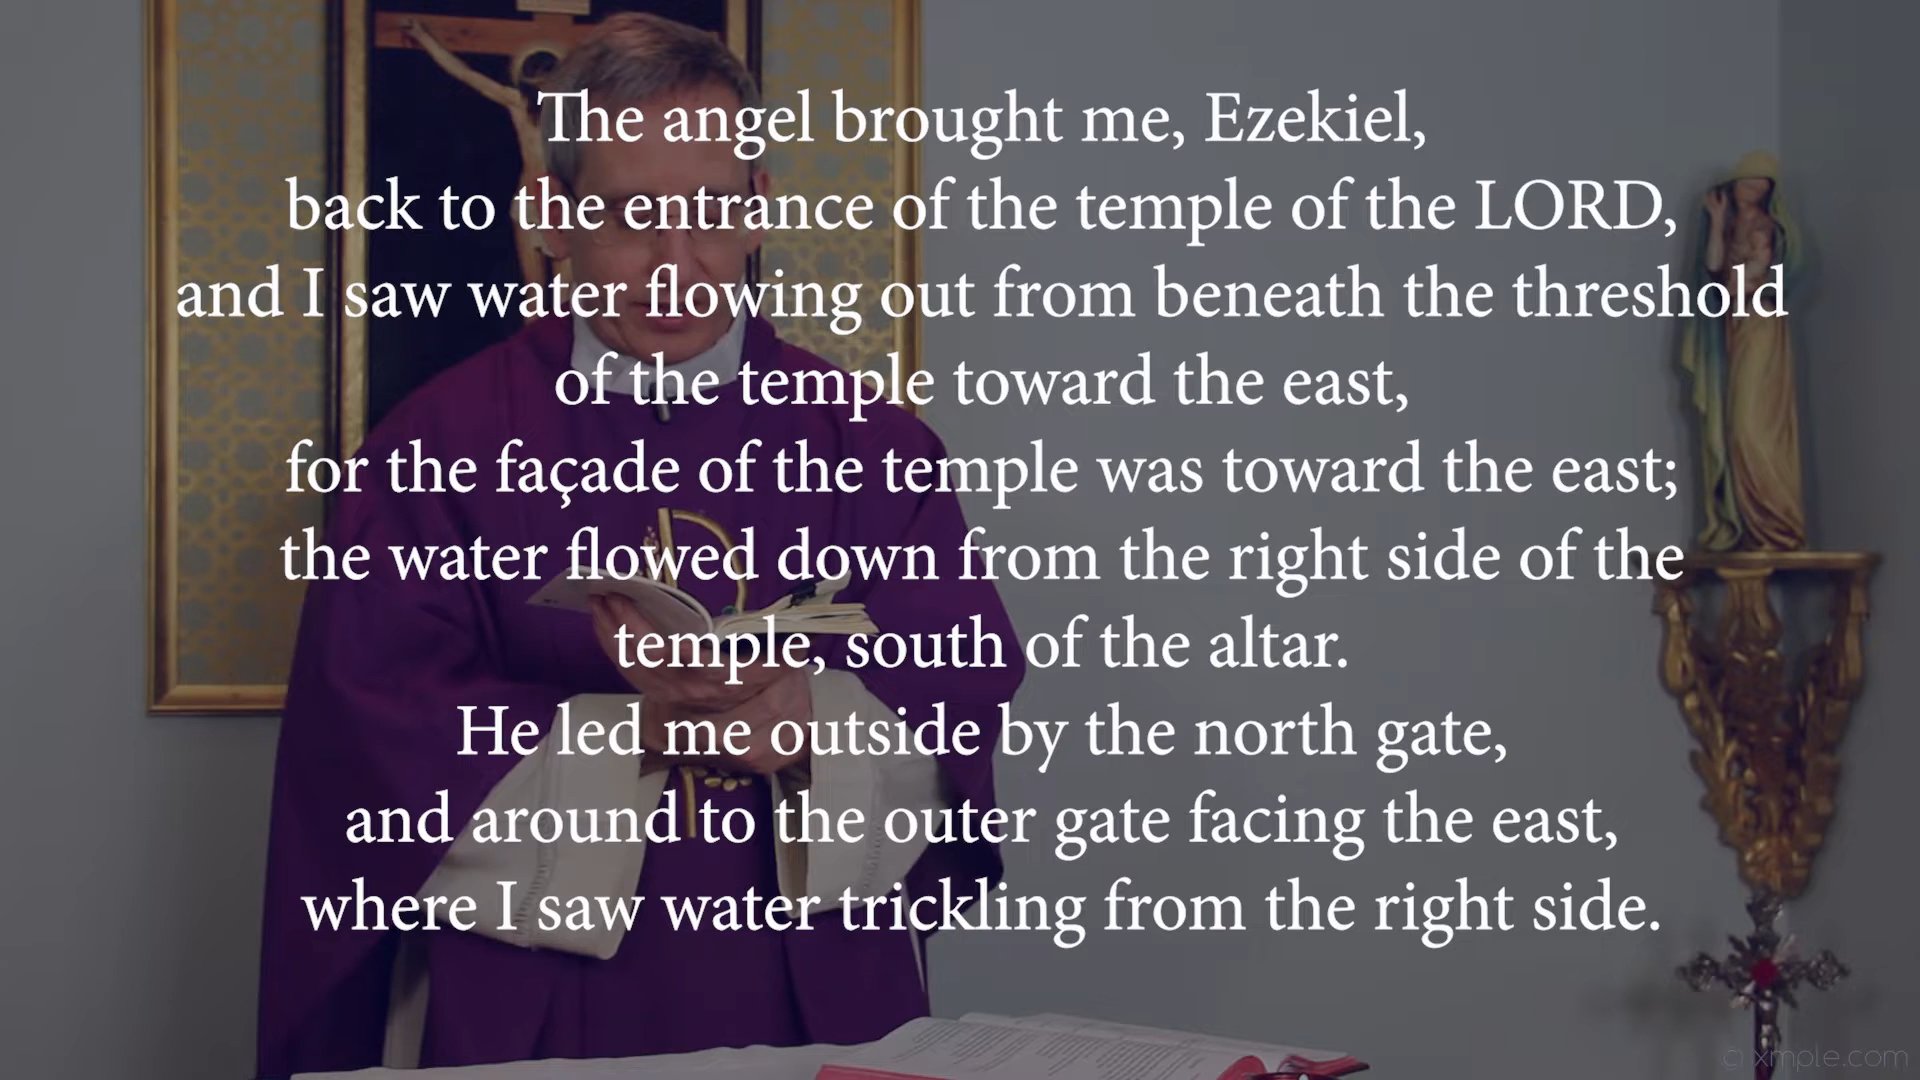 The angel brought me, Ezekiel,
back to the entrance of the temple of the LORD,
and I saw water flowing out from beneath the threshold
of the temple toward the east,
for the façade of the temple was toward the east;
the water flowed down from the right side of the
temple, south of the altar.
He led me outside by the north gate,
and around to the outer gate facing the east,
where I saw water trickling from the right side.
xmple.com